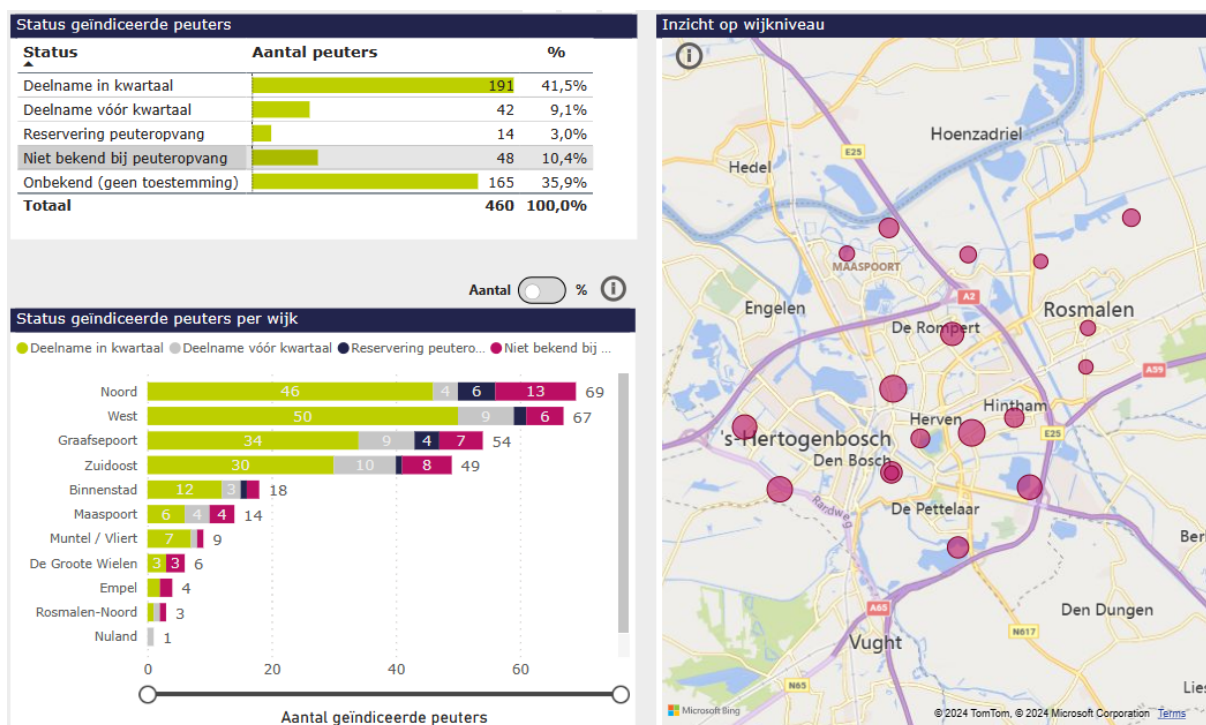 Status geïndiceerde peuters
Status Aantal peuters %
Deelname in kwartaal 191 41,5%
Deelname vóór kwartaal 42 9,1%
Reservering peuteropvang 14 3,0%
Niet bekend bij peuteropvang 48 10,4%
Onbekend (geen toestemming) 165 35,9%
Totaal 460 100,0%
Aantal %
Status geïndiceerde peuters per wijk
Deelname in kwartaal Deelname vóór kwartaal Reservering peutero... Niet bekend bij ...
Noord 46 4 6 13 69
West 50 9 6 67
Graafsepoort 34 9 4 7 54
Zuidoost 30 10 8 49
Binnenstad 12 3 18
Maaspoort 6 4 4 14
Muntel / Vliert 7 9
De Groote Wielen 3 3 6
Empel 4
Rosmalen-Noord 3
Nuland 1
0 20 40 60
Aantal geïndiceerde peuters
Inzicht op wijkniveau
Hoenzadriel
E25
Hedel
MAASPOORT
A2
Engelen
Rosmalen
De Rompert
A59
Hintham
Herven
's-Hertogenbosch
E25
Den Bosch
Randweg
De Pettelaar
Ber
A65
Den Dungen
N617
Vught
N65
Lies
Microsoft Bing
© 2024 TomTom, © 2024 Microsoft Corporation Terms